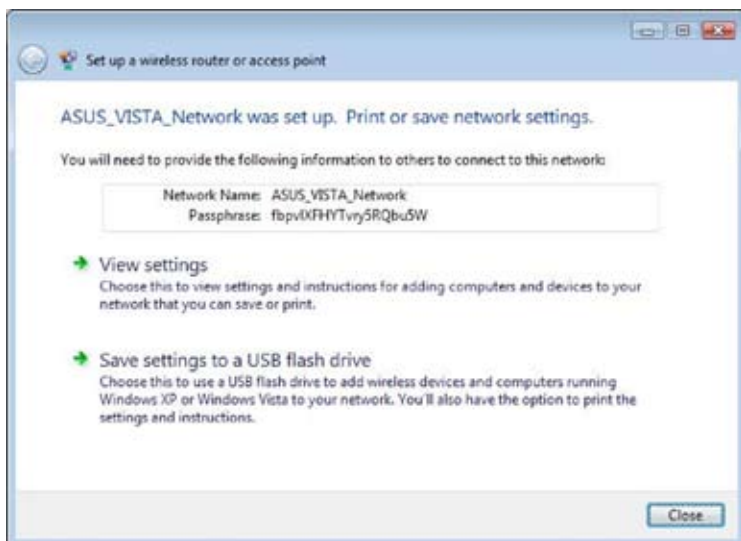 Set up a wireless router or access point
ASUS_VISTA_Network was set up. Print or save network settings.
You will need to provide the following information to others to connect to this network:
Network Name: ASUS_VISTA_Network
Passphrase:
View settings
Choose this to view settings and instructions for adding computers and devices to your
network that you can save or print.
Save settings to a USB flash drive
Choose this to use a USB flash drive to add wireless devices and computers running
Windows XP or Windows Vista to your network. You'll also have the option to print the
settings and instructions.
Close